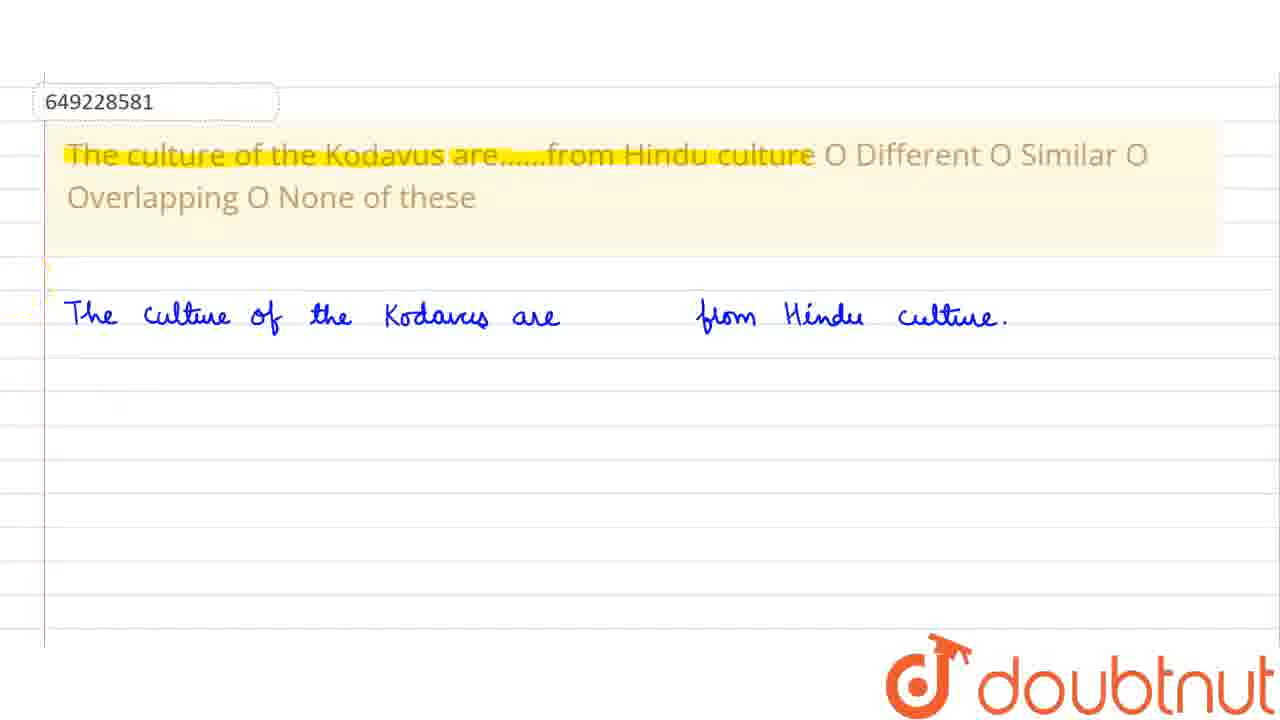 649228581
The culture of the Kodavus are......from Hindu culture O Different O Similar O
Overlapping O None of these
The culture of the Kodavus are from Hindu culture.
doubtnut